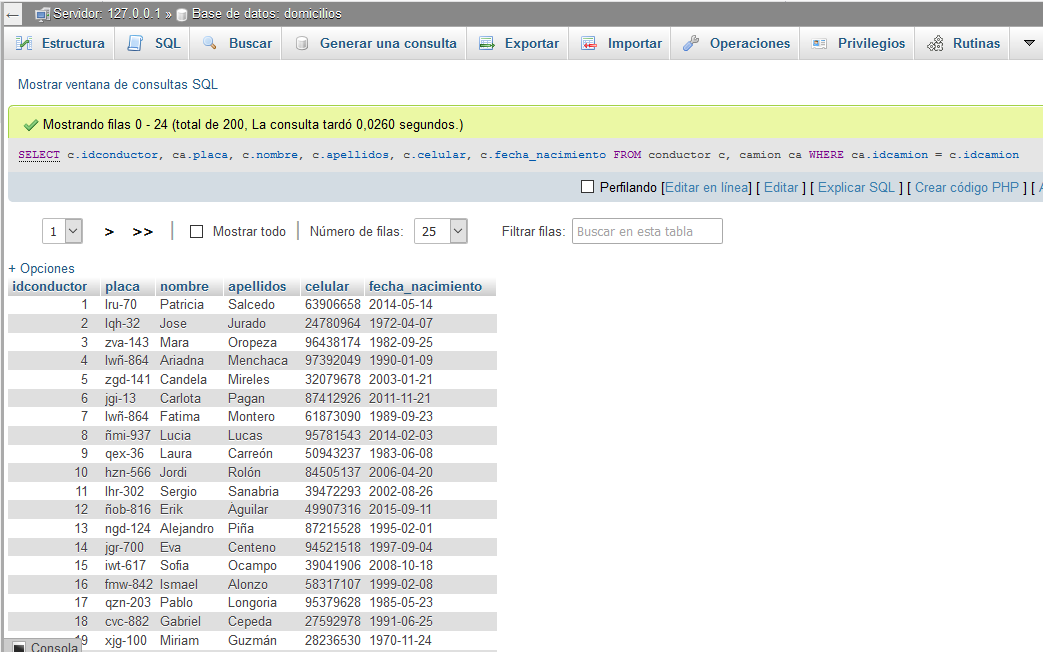 Servidor: 127.0.0.1 » Base de datos: domicilios
Estructura SQL Buscar Generar una consulta Exportar Importar Operaciones Privilegios Rutinas
Mostrar ventana de consultas SQL
Mostrando filas 0 - 24 (total de 200, La consulta tardó 0,0260 segundos.)
SELECT c.idconductor, ca.placa, c.nombre, c.apellidos, c.celular, c.fecha_nacimiento FROM conductor c, camion ca WHERE ca.idcamion = c.idcamion
Perfilando [Editar en línea] [ Editar ] [ Explicar SQL ] [ Crear código PHP ] [
1 > >> | Mostrar todo | Número de filas: 25 Filtrar filas: Buscar en esta tabla
+ Opciones
idconductor placa nombre apellidos celular fecha_nacimiento
1 lru-70 Patricia Salcedo 63906658 2014-05-14
2 lqh-32 Jose Jurado 24780964 1972-04-07
3 zva-143 Mara Oropeza 96438174 1982-09-25
4 lwñ-864 Ariadna Menchaca 97392049 1990-01-09
5 zgd-141 Candela Mireles 32079678 2003-01-21
6 jgi-13 Carlota Pagan 87412926 2011-11-21
7 lwñ-864 Fatima Montero 61873090 1989-09-23
8 ñmi-937 Lucia Lucas 95781543 2014-02-03
9 qex-36 Laura Carreón 50943237 1983-06-08
10 hzn-566 Jordi Rolón 84505137 2006-04-20
11 lhr-302 Sergio Sanabria 39472293 2002-08-26
12 ñob-816 Erik Aguilar 49907316 2015-09-11
13 ngd-124 Alejandro Piña 87215528 1995-02-01
14 jgr-700 Eva Centeno 94521518 1997-09-04
15 iwt-617 Sofia Ocampo 39041906 2008-10-18
16 fmw-842 Ismael Alonzo 58317107 1999-02-08
17 qzn-203 Pablo Longoria 95379628 1985-05-23
18 cvc-882 Gabriel Cepeda 27592978 1991-06-25
19 xjg-100 Miriam Guzmán 28236530 1970-11-24
Consola